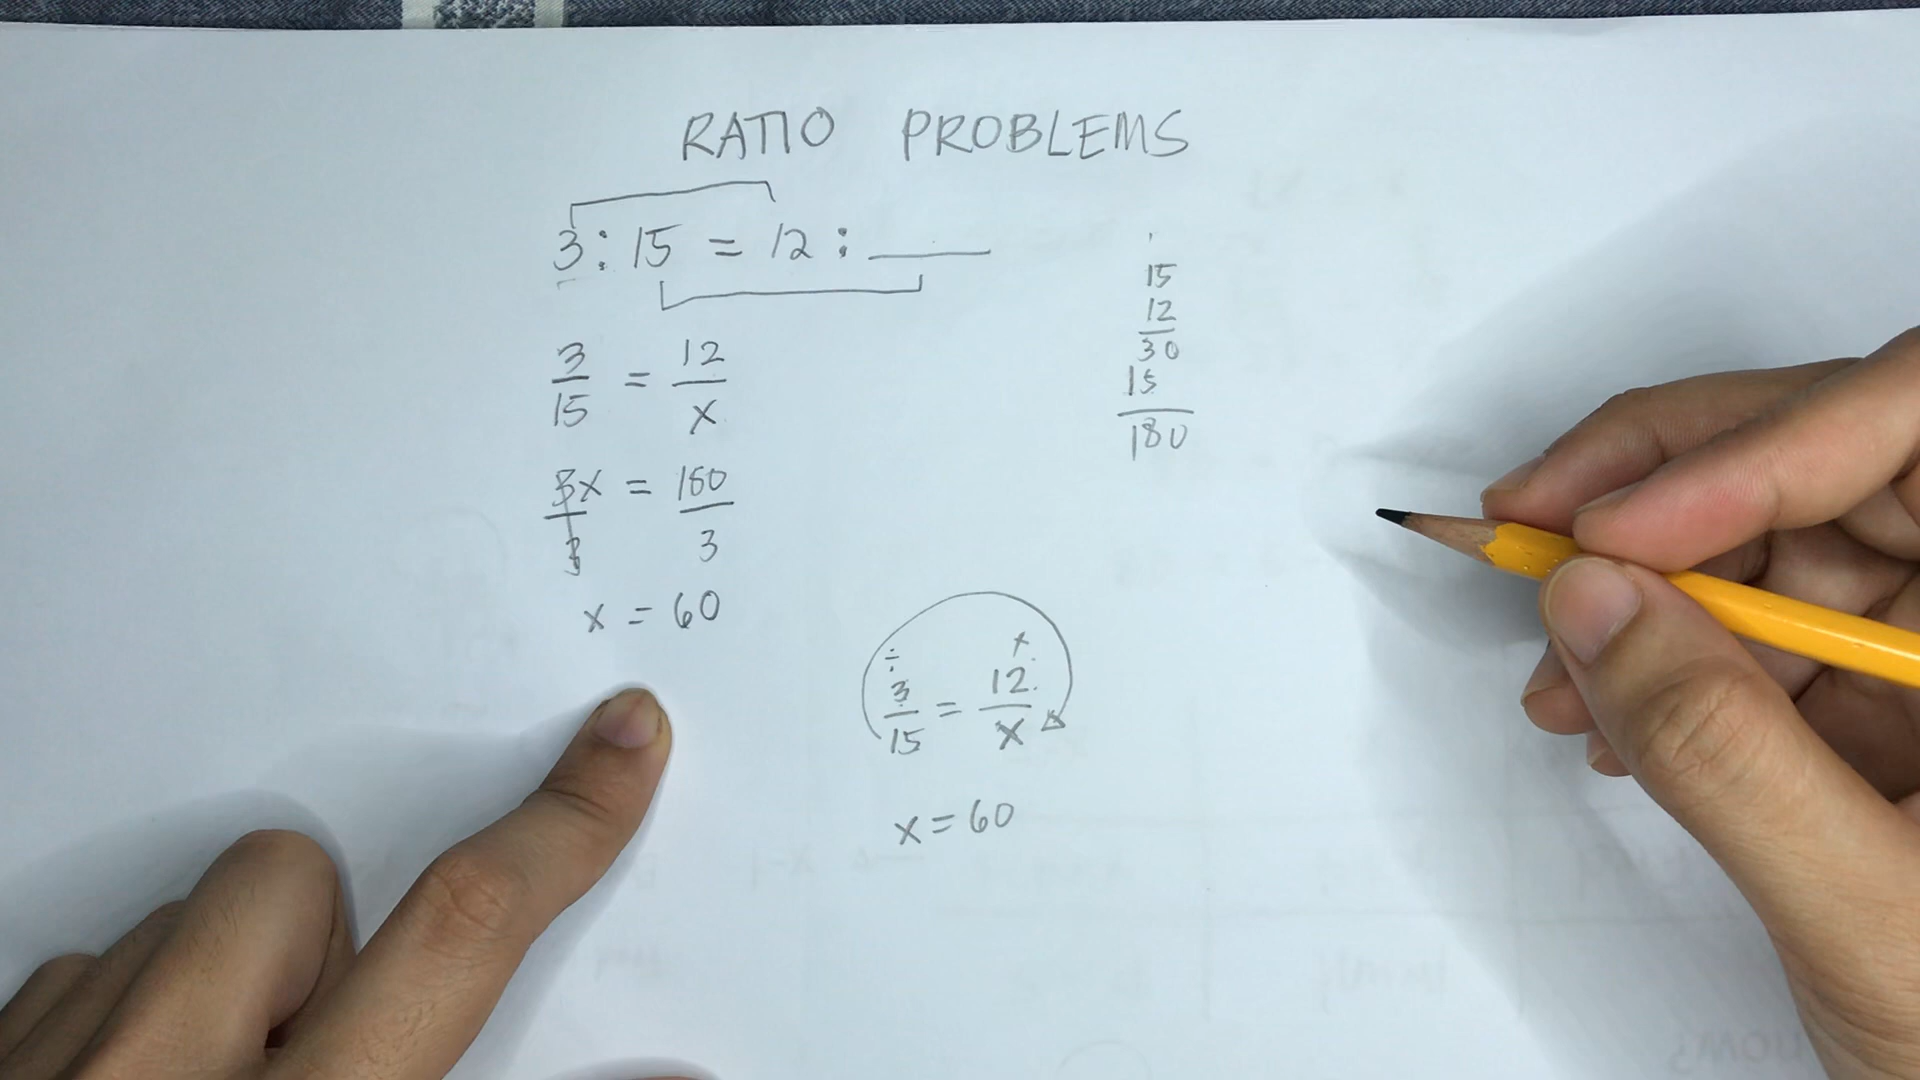 RATIO PROBLEMS
3 : 15 = 12 : ____
3/15 = 12/x
3x/3 = 180/3
x = 60
15
12
30
15
180
÷ x
3/15 = 12/x
x = 60